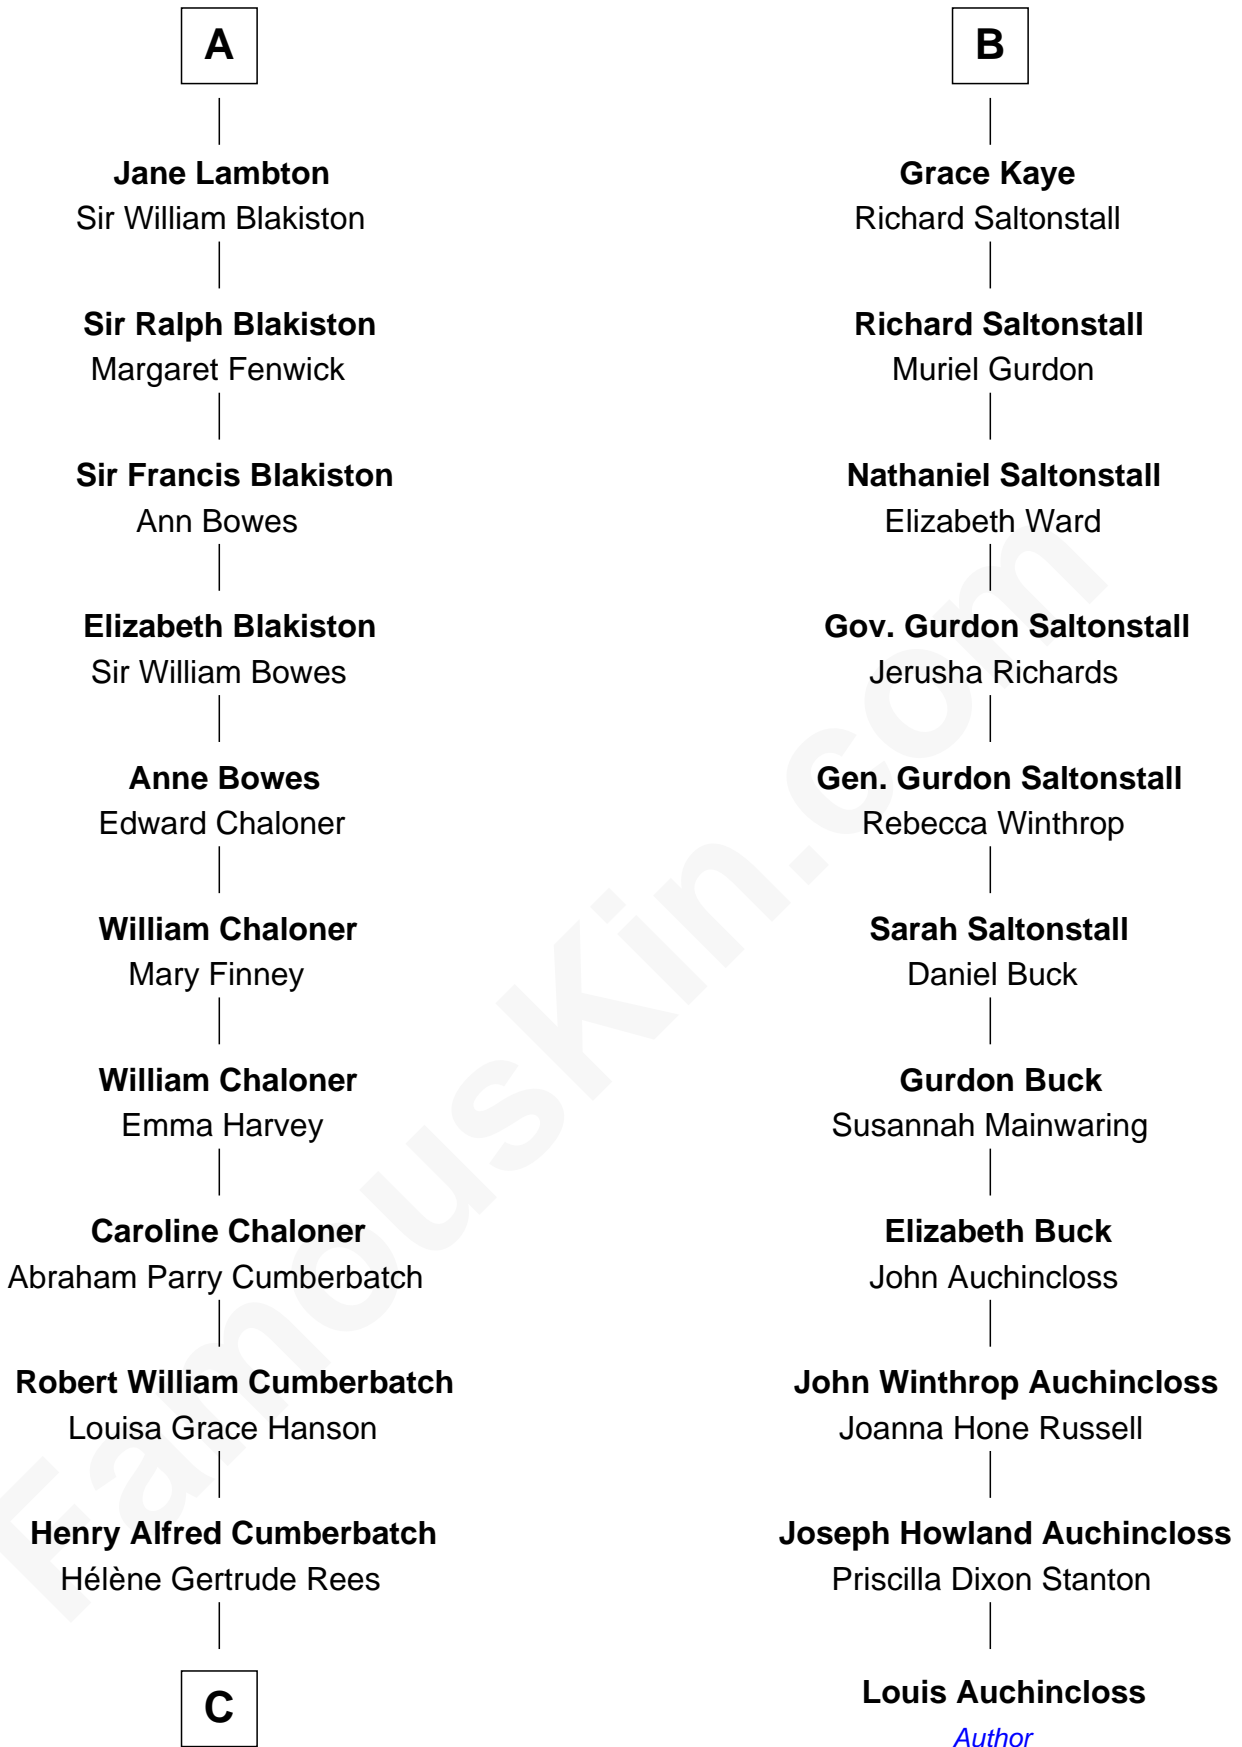 A
Jane Lambton
Sir William Blakiston
Sir Ralph Blakiston
Margaret Fenwick
Sir Francis Blakiston
Ann Bowes
Elizabeth Blakiston
Sir William Bowes
Anne Bowes
Edward Chaloner
William Chaloner
Mary Finney
William Chaloner
Emma Harvey
Caroline Chaloner
Abraham Parry Cumberbatch
Robert William Cumberbatch
Louisa Grace Hanson
Henry Alfred Cumberbatch
Hélène Gertrude Rees
C
B
Grace Kaye
Richard Saltonstall
Richard Saltonstall
Muriel Gurdon
Nathaniel Saltonstall
Elizabeth Ward
Gov. Gurdon Saltonstall
Jerusha Richards
Gen. Gurdon Saltonstall
Rebecca Winthrop
Sarah Saltonstall
Daniel Buck
Gurdon Buck
Susannah Mainwaring
Elizabeth Buck
John Auchincloss
John Winthrop Auchincloss
Joanna Hone Russell
Joseph Howland Auchincloss
Priscilla Dixon Stanton
Louis Auchincloss
Author
FamousKin.com